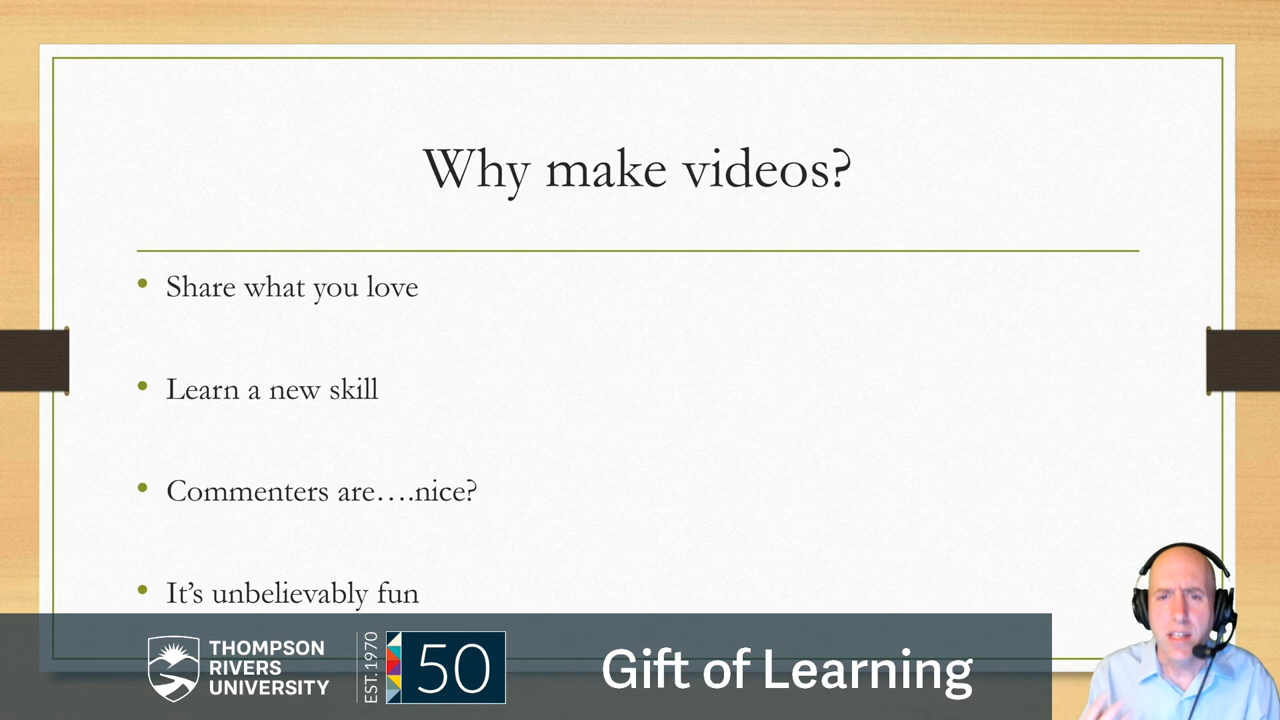 Why make videos?
Share what you love
Learn a new skill
Commenters are….nice?
It’s unbelievably fun
THOMPSON
RIVERS
UNIVERSITY
EST.1970
50
Gift of Learning